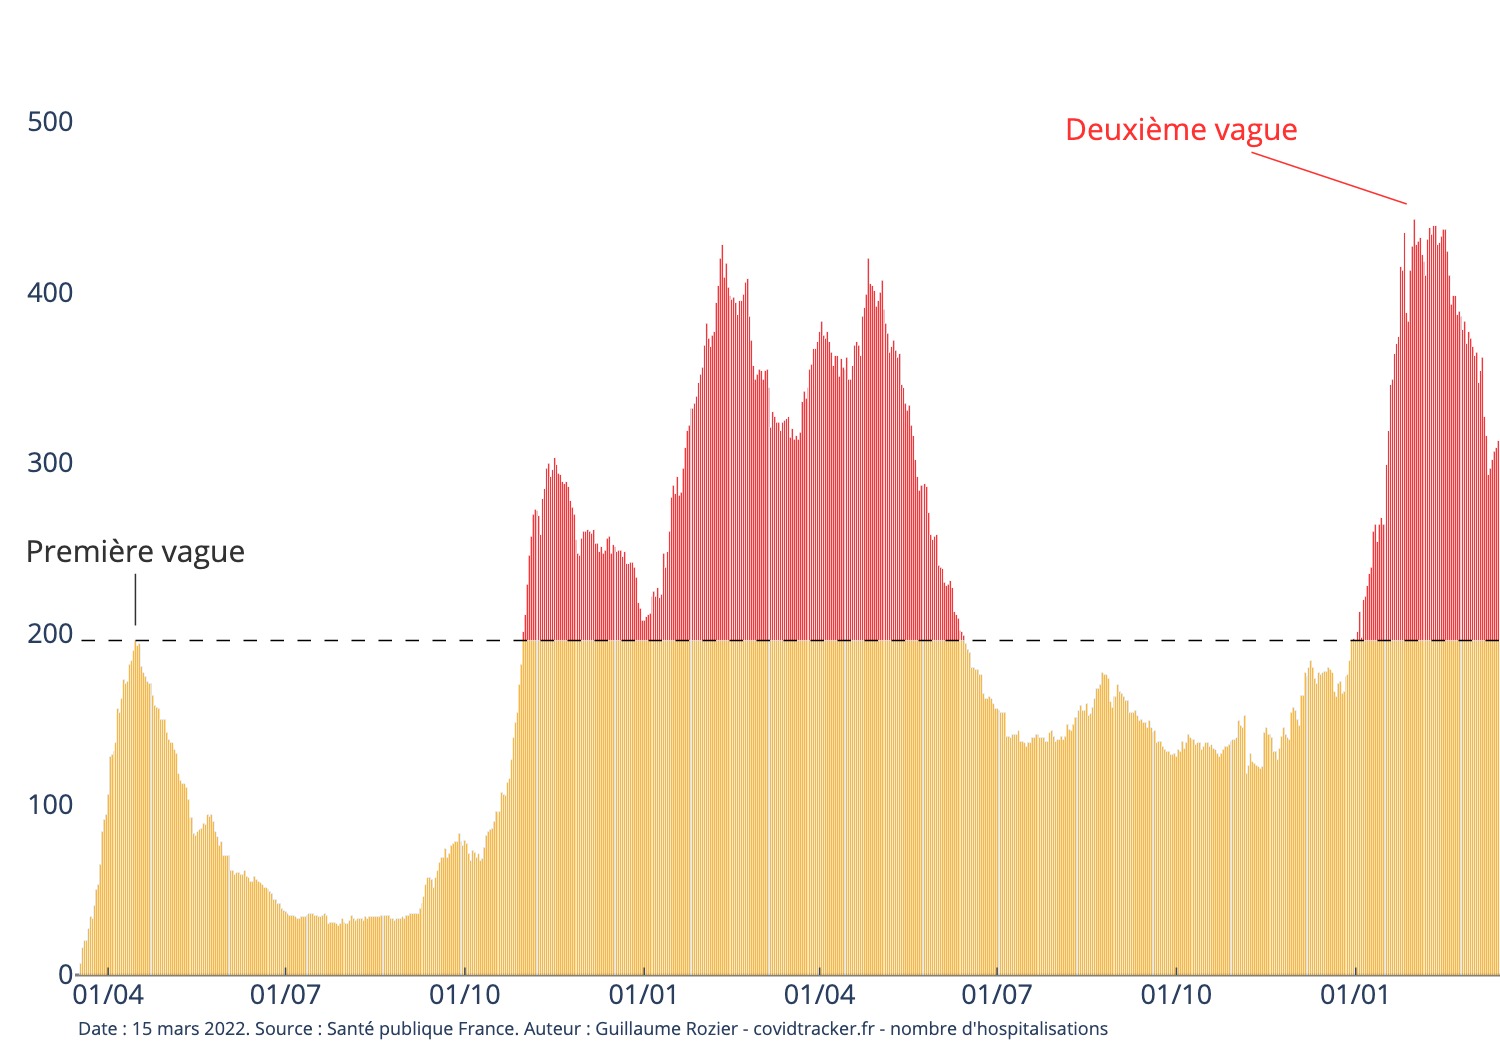 500
Deuxième vague
400
300
Première vague
200
100
0
01/04 01/07 01/10 01/01 01/04 01/07 01/10 01/01
Date : 15 mars 2022. Source : Santé publique France. Auteur : Guillaume Rozier - covidtracker.fr - nombre d'hospitalisations